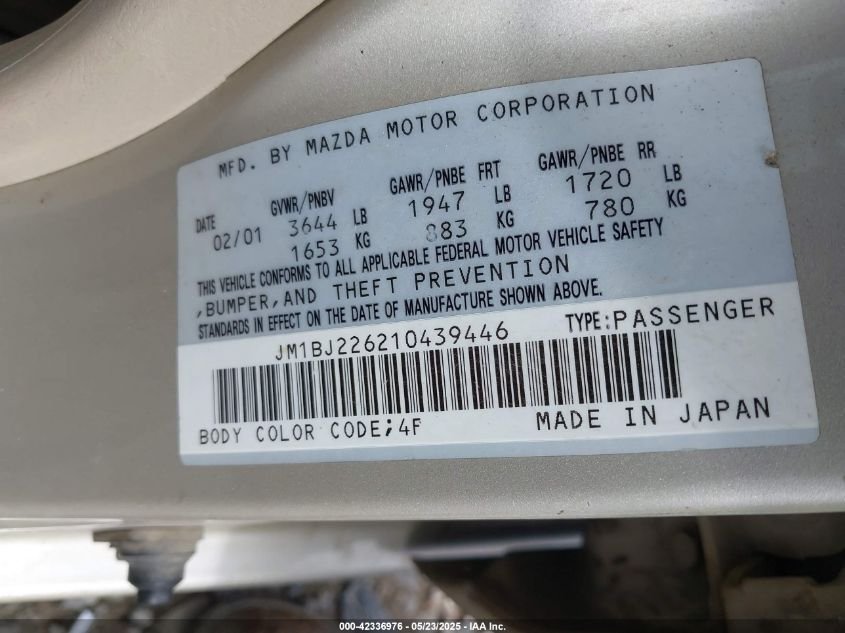 MFD. BY MAZDA MOTOR CORPORATION
DATE GVWR/PNBV GAWR/PNBE FRT GAWR/PNBE RR
02/01 3644 LB 1947 LB 1720 LB
1653 KG 883 KG 780 KG
THIS VEHICLE CONFORMS TO ALL APPLICABLE FEDERAL MOTOR VEHICLE SAFETY
,BUMPER,AND THEFT PREVENTION
STANDARDS IN EFFECT ON THE DATE OF MANUFACTURE SHOWN ABOVE.
JM1BJ226210439446 TYPE:PASSENGER
BODY COLOR CODE;4F MADE IN JAPAN
000-42336976 - 05/23/2025 - IAA Inc.